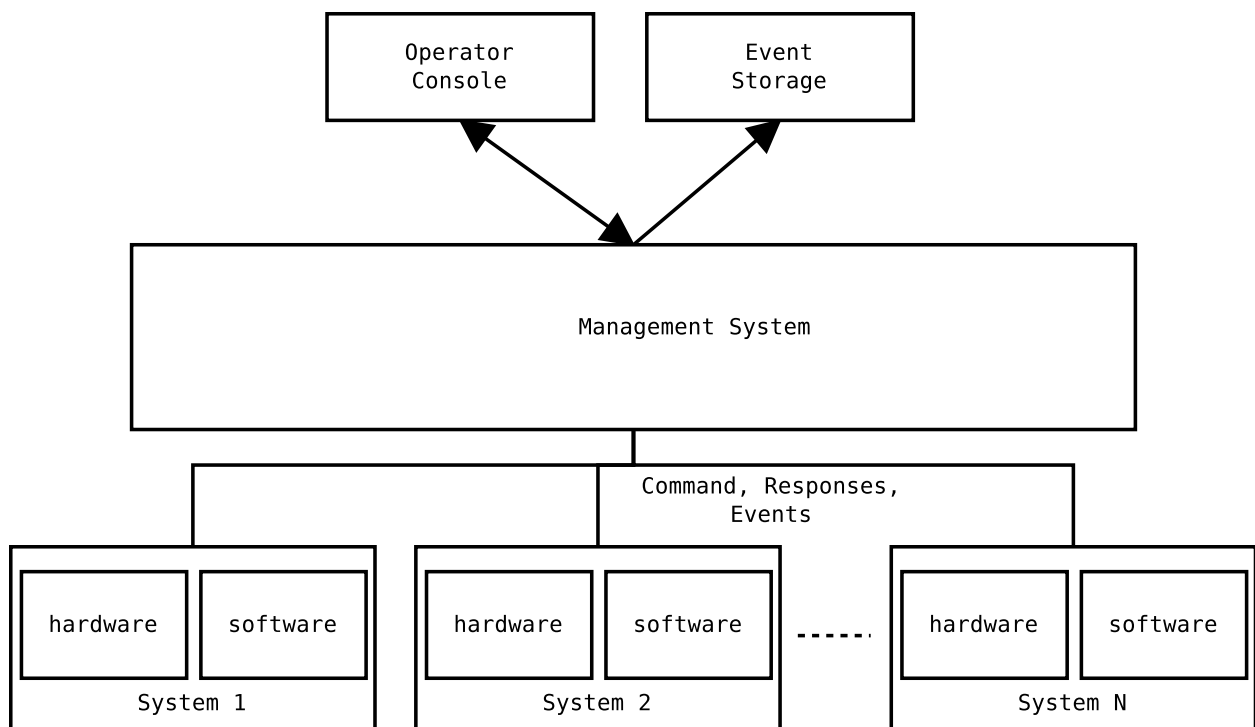 Operator
Console
Event
Storage
Management System
Command, Responses,
Events
hardware
software
System 1
hardware
software
System 2
hardware
software
System N